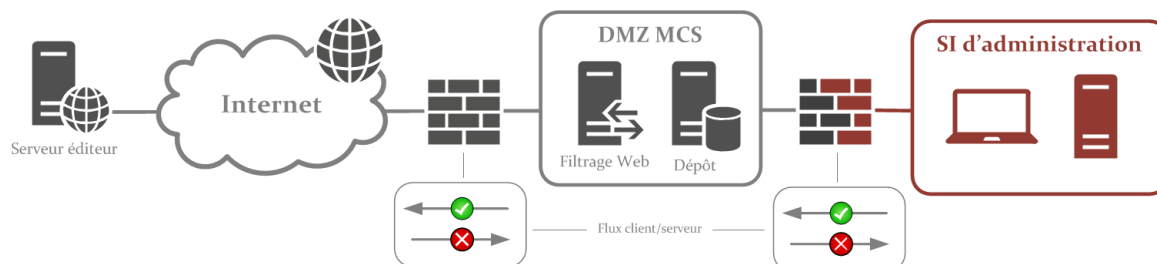 Serveur éditeur
Internet
DMZ MCS
Filtrage Web
Dépôt
SI d'administration
Flux client/serveur